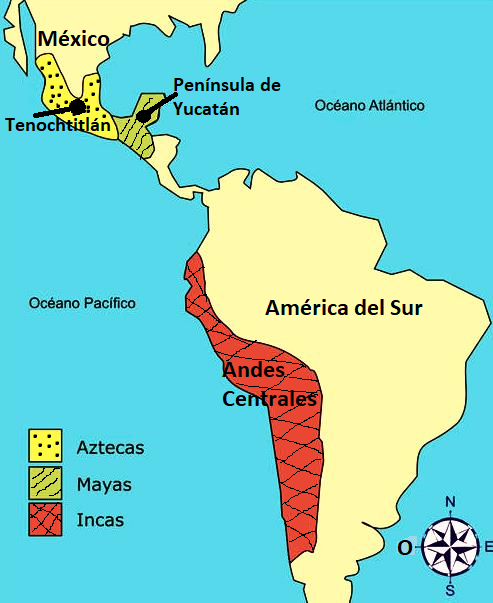 México
Península de
Yucatán
Océano Atlántico
Tenochtitlán
Océano Pacífico
América del Sur
Andes
Centrales
Aztecas
Mayas
Incas
N
O
E
S